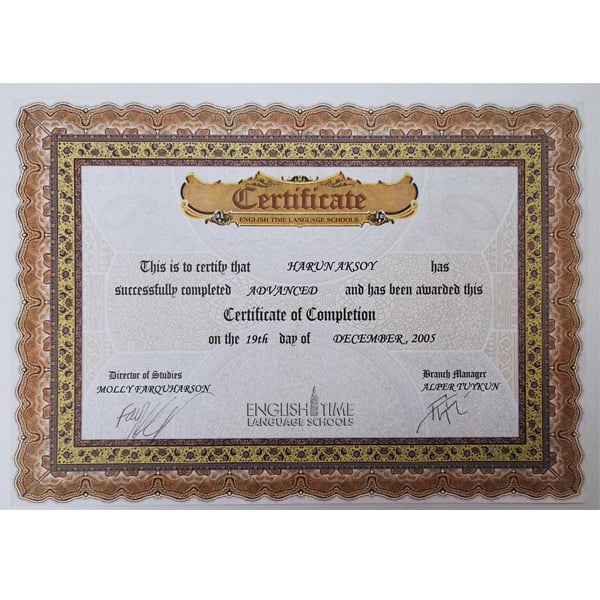 Certificate
ENGLISH TIME LANGUAGE SCHOOLS
This is to certify that HARUN AKSOY has
successfully completed ADVANCED and has been awarded this
Certificate of Completion
on the 19th day of DECEMBER, 2005
Director of Studies
MOLLY FARQUHARSON
Branch Manager
ALPER TUYKUN
ENGLISH TIME
LANGUAGE SCHOOLS